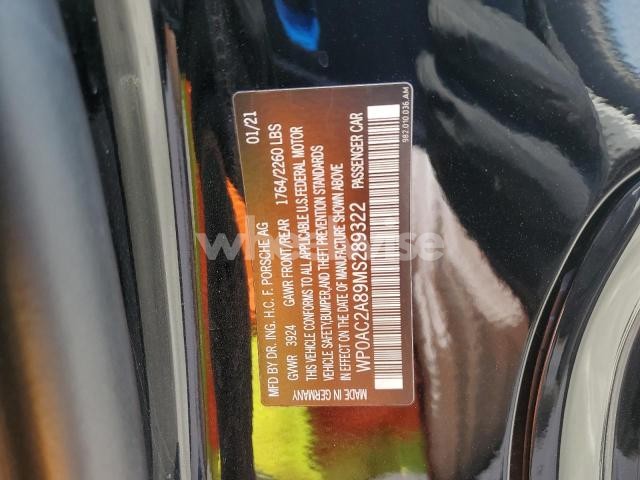 MFD BY DR. ING. H.C. F. PORSCHE AG 01/21
GVWR 3924 GAWR FRONT/REAR 1764/2260 LBS
THIS VEHICLE CONFORMS TO ALL APPLICABLE U.S.FEDERAL MOTOR
VEHICLE SAFETY,BUMPER,AND THEFT PREVENTION STANDARDS
IN EFFECT ON THE DATE OF MANUFACTURE SHOWN ABOVE
WP0AC2A89MS289322 PASSENGER CAR
MADE IN GERMANY
982.010.036.AM